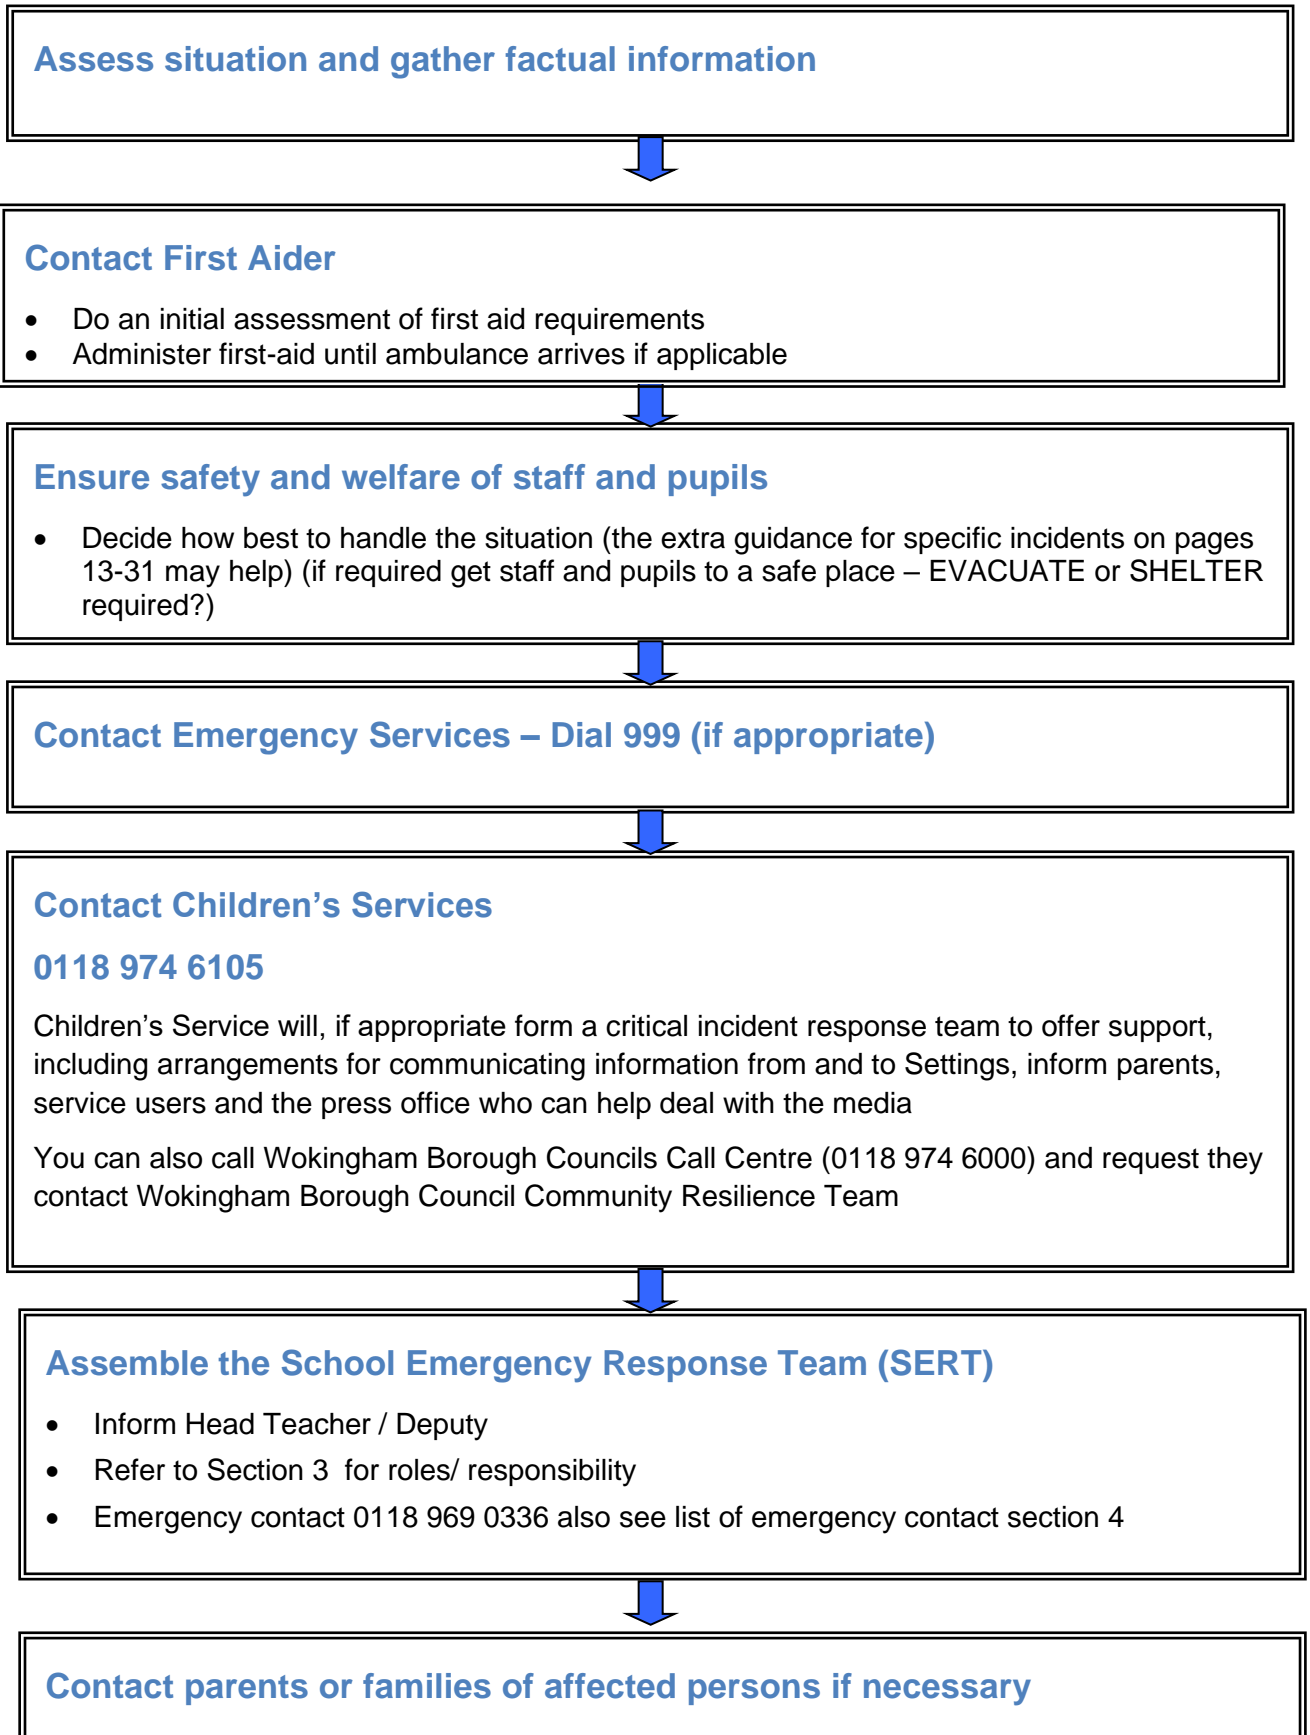 Assess situation and gather factual information
Contact First Aider
• Do an initial assessment of first aid requirements
• Administer first-aid until ambulance arrives if applicable
Ensure safety and welfare of staff and pupils
• Decide how best to handle the situation (the extra guidance for specific incidents on pages
13-31 may help) (if required get staff and pupils to a safe place – EVACUATE or SHELTER
required?)
Contact Emergency Services – Dial 999 (if appropriate)
Contact Children’s Services
0118 974 6105
Children’s Service will, if appropriate form a critical incident response team to offer support,
including arrangements for communicating information from and to Settings, inform parents,
service users and the press office who can help deal with the media
You can also call Wokingham Borough Councils Call Centre (0118 974 6000) and request they
contact Wokingham Borough Council Community Resilience Team
Assemble the School Emergency Response Team (SERT)
• Inform Head Teacher / Deputy
• Refer to Section 3 for roles/ responsibility
• Emergency contact 0118 969 0336 also see list of emergency contact section 4
Contact parents or families of affected persons if necessary